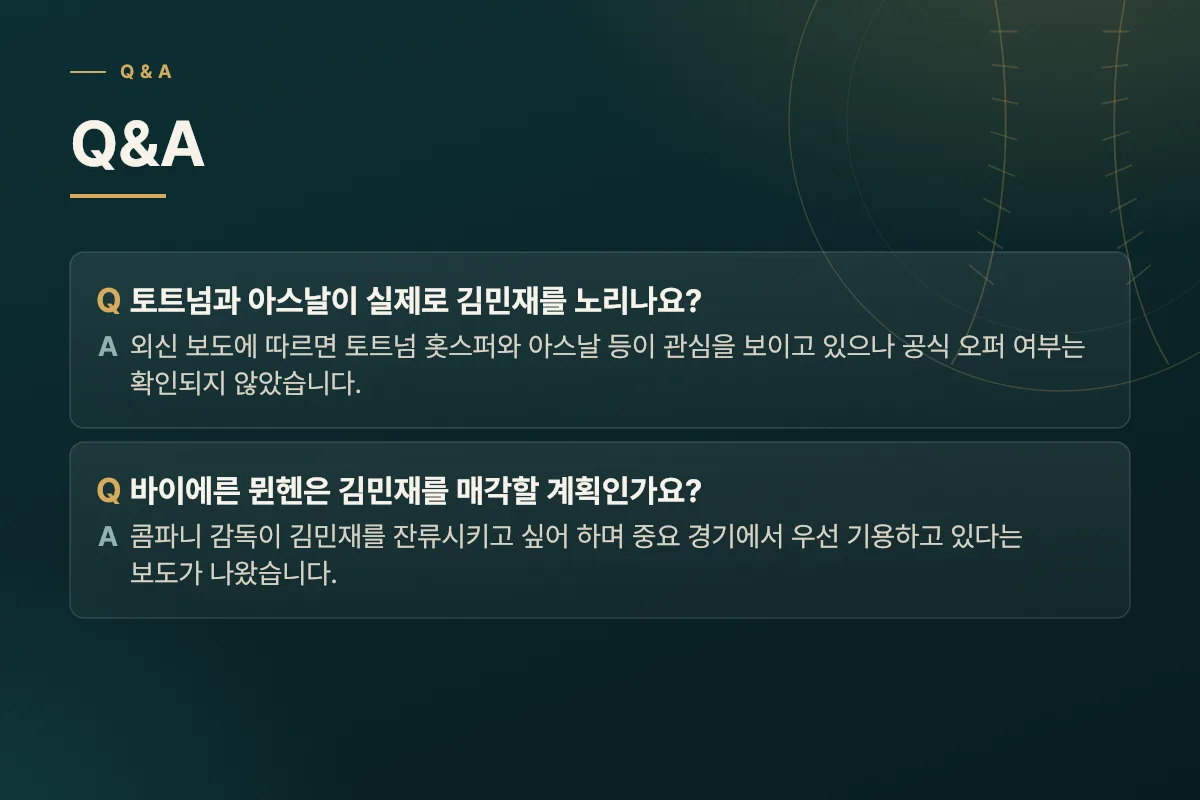 Q & A
Q&A
Q 토트넘과 아스날이 실제로 김민재를 노리나요?
A 외신 보도에 따르면 토트넘 홋스퍼와 아스날 등이 관심을 보이고 있으나 공식 오퍼 여부는
확인되지 않았습니다.
Q 바이에른 뮌헨은 김민재를 매각할 계획인가요?
A 콤파니 감독이 김민재를 잔류시키고 싶어 하며 중요 경기에서 우선 기용하고 있다는
보도가 나왔습니다.